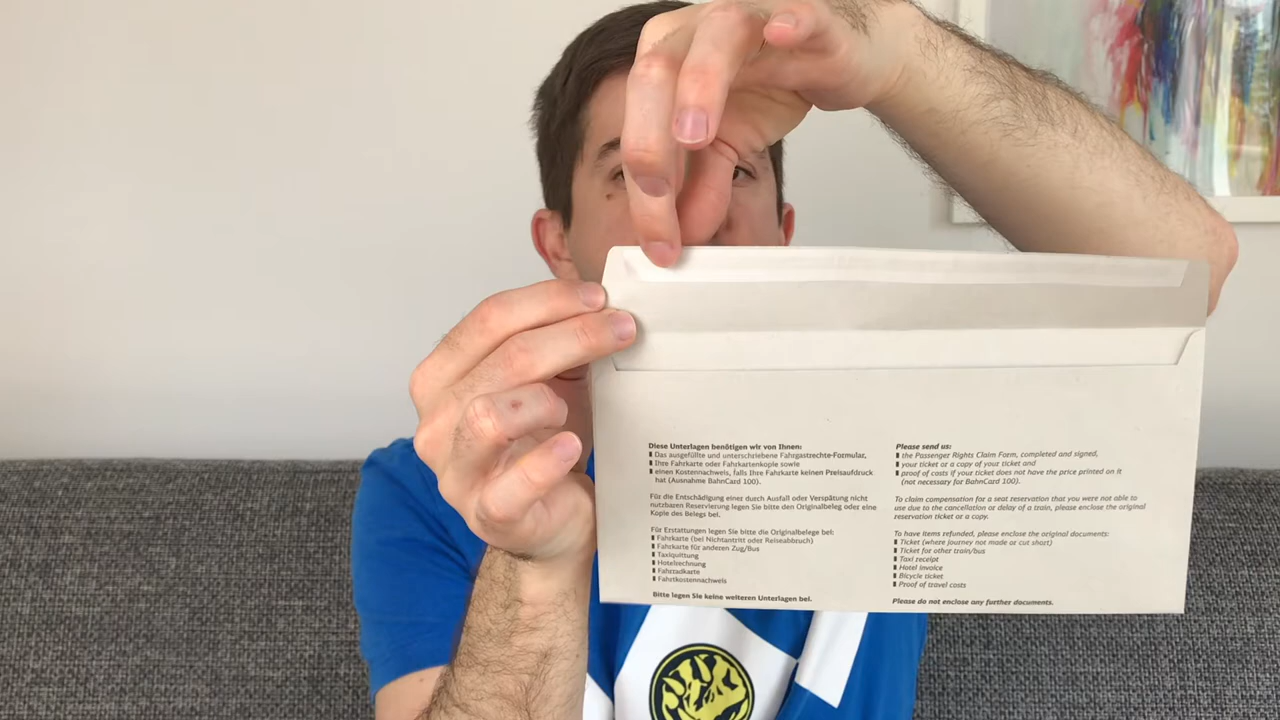 Diese Unterlagen benötigen wir von Ihnen:
Das ausgefüllte und unterschriebene Fahrgastrechte-Formular,
Ihre Fahrkarte oder Fahrkartenkopie sowie
einen Kostennachweis, falls Ihre Fahrkarte keinen Preisaufdruck
hat (Ausnahme BahnCard 100).
Für die Entschädigung einer durch Ausfall oder Verspätung nicht
nutzbaren Reservierung legen Sie bitte den Originalbeleg oder eine
Kopie des Belegs bei.
Für Erstattungen legen Sie bitte die Originalbelege bei:
Fahrkarte (bei Nichtantritt oder Reiseabbruch)
Fahrkarte für anderen Zug/Bus
Taxiquittung
Hotelrechnung
Fahrradkarte
Fahrtkostennachweis
Bitte legen Sie keine weiteren Unterlagen bei.
Please send us:
the Passenger Rights Claim Form, completed and signed,
your ticket or a copy of your ticket and
proof of costs if your ticket does not have the price printed on it
(not necessary for BahnCard 100).
To claim compensation for a seat reservation that you were not able to
use due to the cancellation or delay of a train, please enclose the original
reservation ticket or a copy.
To have items refunded, please enclose the original documents:
Ticket (where journey not made or cut short)
Ticket for other train/bus
Taxi receipt
Hotel invoice
Bicycle ticket
Proof of travel costs
Please do not enclose any further documents.